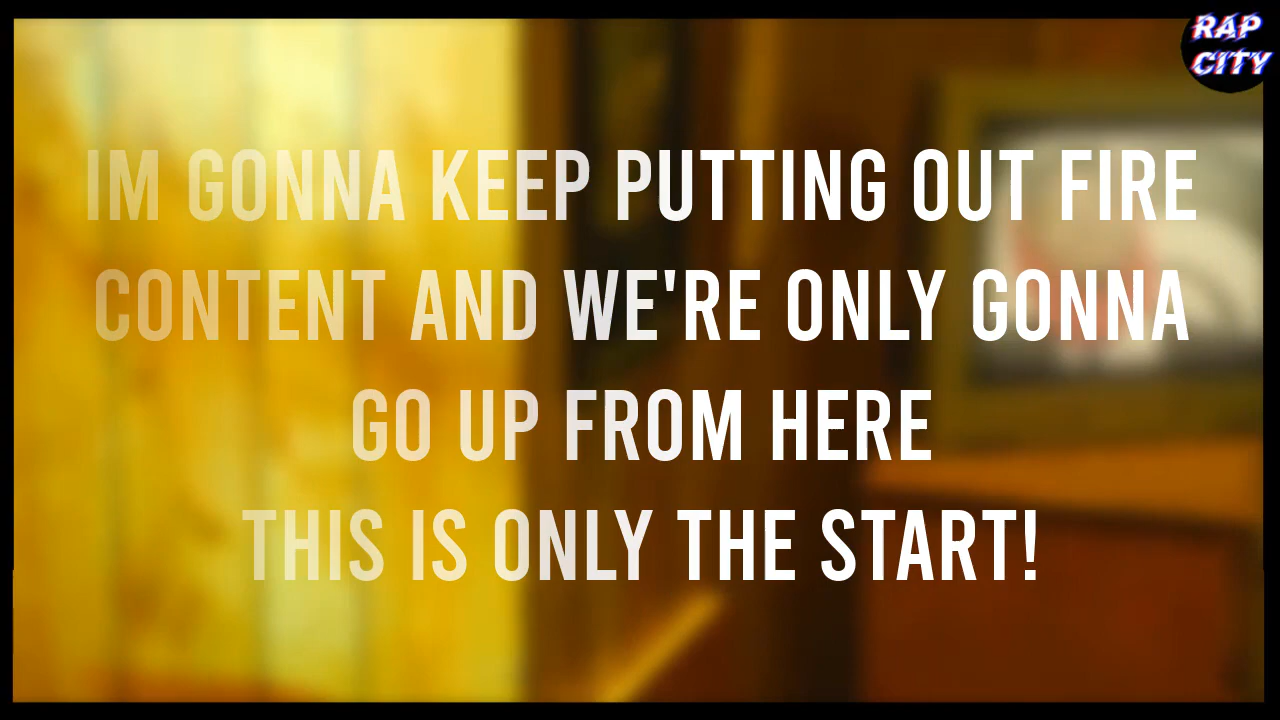 RAP
CITY
IM GONNA KEEP PUTTING OUT FIRE
CONTENT AND WE'RE ONLY GONNA
GO UP FROM HERE
THIS IS ONLY THE START!